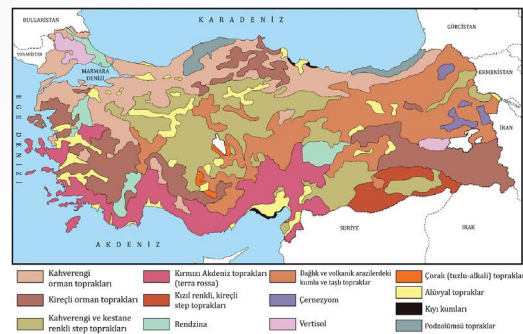 KARADENİZ
BULGARİSTAN
GÜRCİSTAN
YUNANİSTAN
MARMARA
DENİZİ
ERMENİSTAN
İRAN
EGE DENİZİ
AKDENİZ
SURİYE
IRAK
Kahverengi
orman toprakları
Kireçli orman toprakları
Kahverengi ve kestane
renkli step toprakları
Kırmızı Akdeniz toprakları
(terra rossa)
Kızıl renkli, kireçli
step toprakları
Rendzina
Dağlık ve volkanik arazilerdeki
kumlu ve taşlı topraklar
Çernezyom
Vertisol
Çorak (tuzlu-alkali) topraklar
Alüvyal topraklar
Kıyı kumları
Podzolümsü topraklar